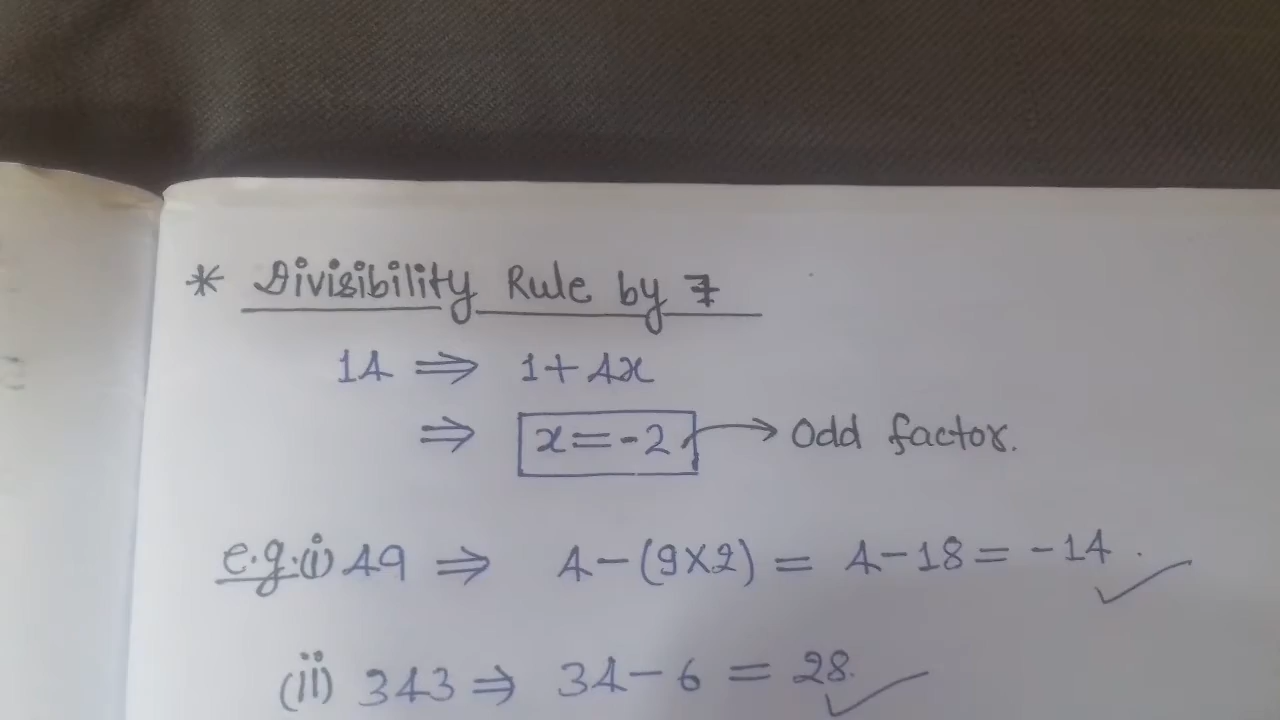 * Divisibility Rule by 7
14 ⇒ 1+4x
⇒ x=-2 → Odd factor.
e.g.(i) 49 ⇒ 4-(9×2) = 4-18 = -14.
(ii) 343 ⇒ 34-6 = 28.